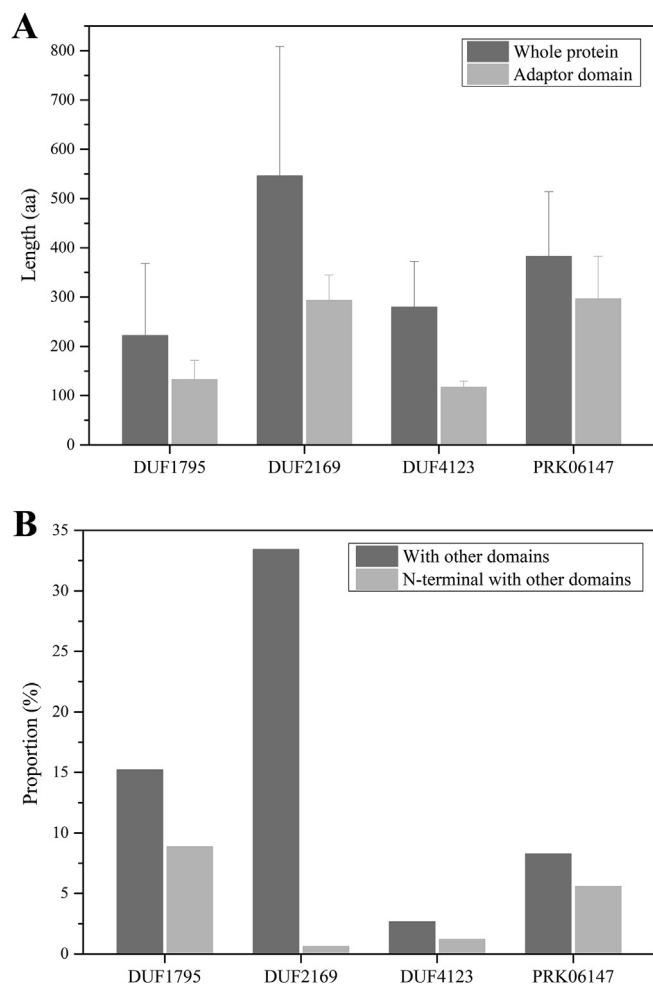 A
Whole protein
Adaptor domain
Length (aa)
800
700
600
500
400
300
200
100
0
DUF1795 DUF2169 DUF4123 PRK06147
B
With other domains
N-terminal with other domains
Proportion (%)
35
30
25
20
15
10
5
0
DUF1795 DUF2169 DUF4123 PRK06147